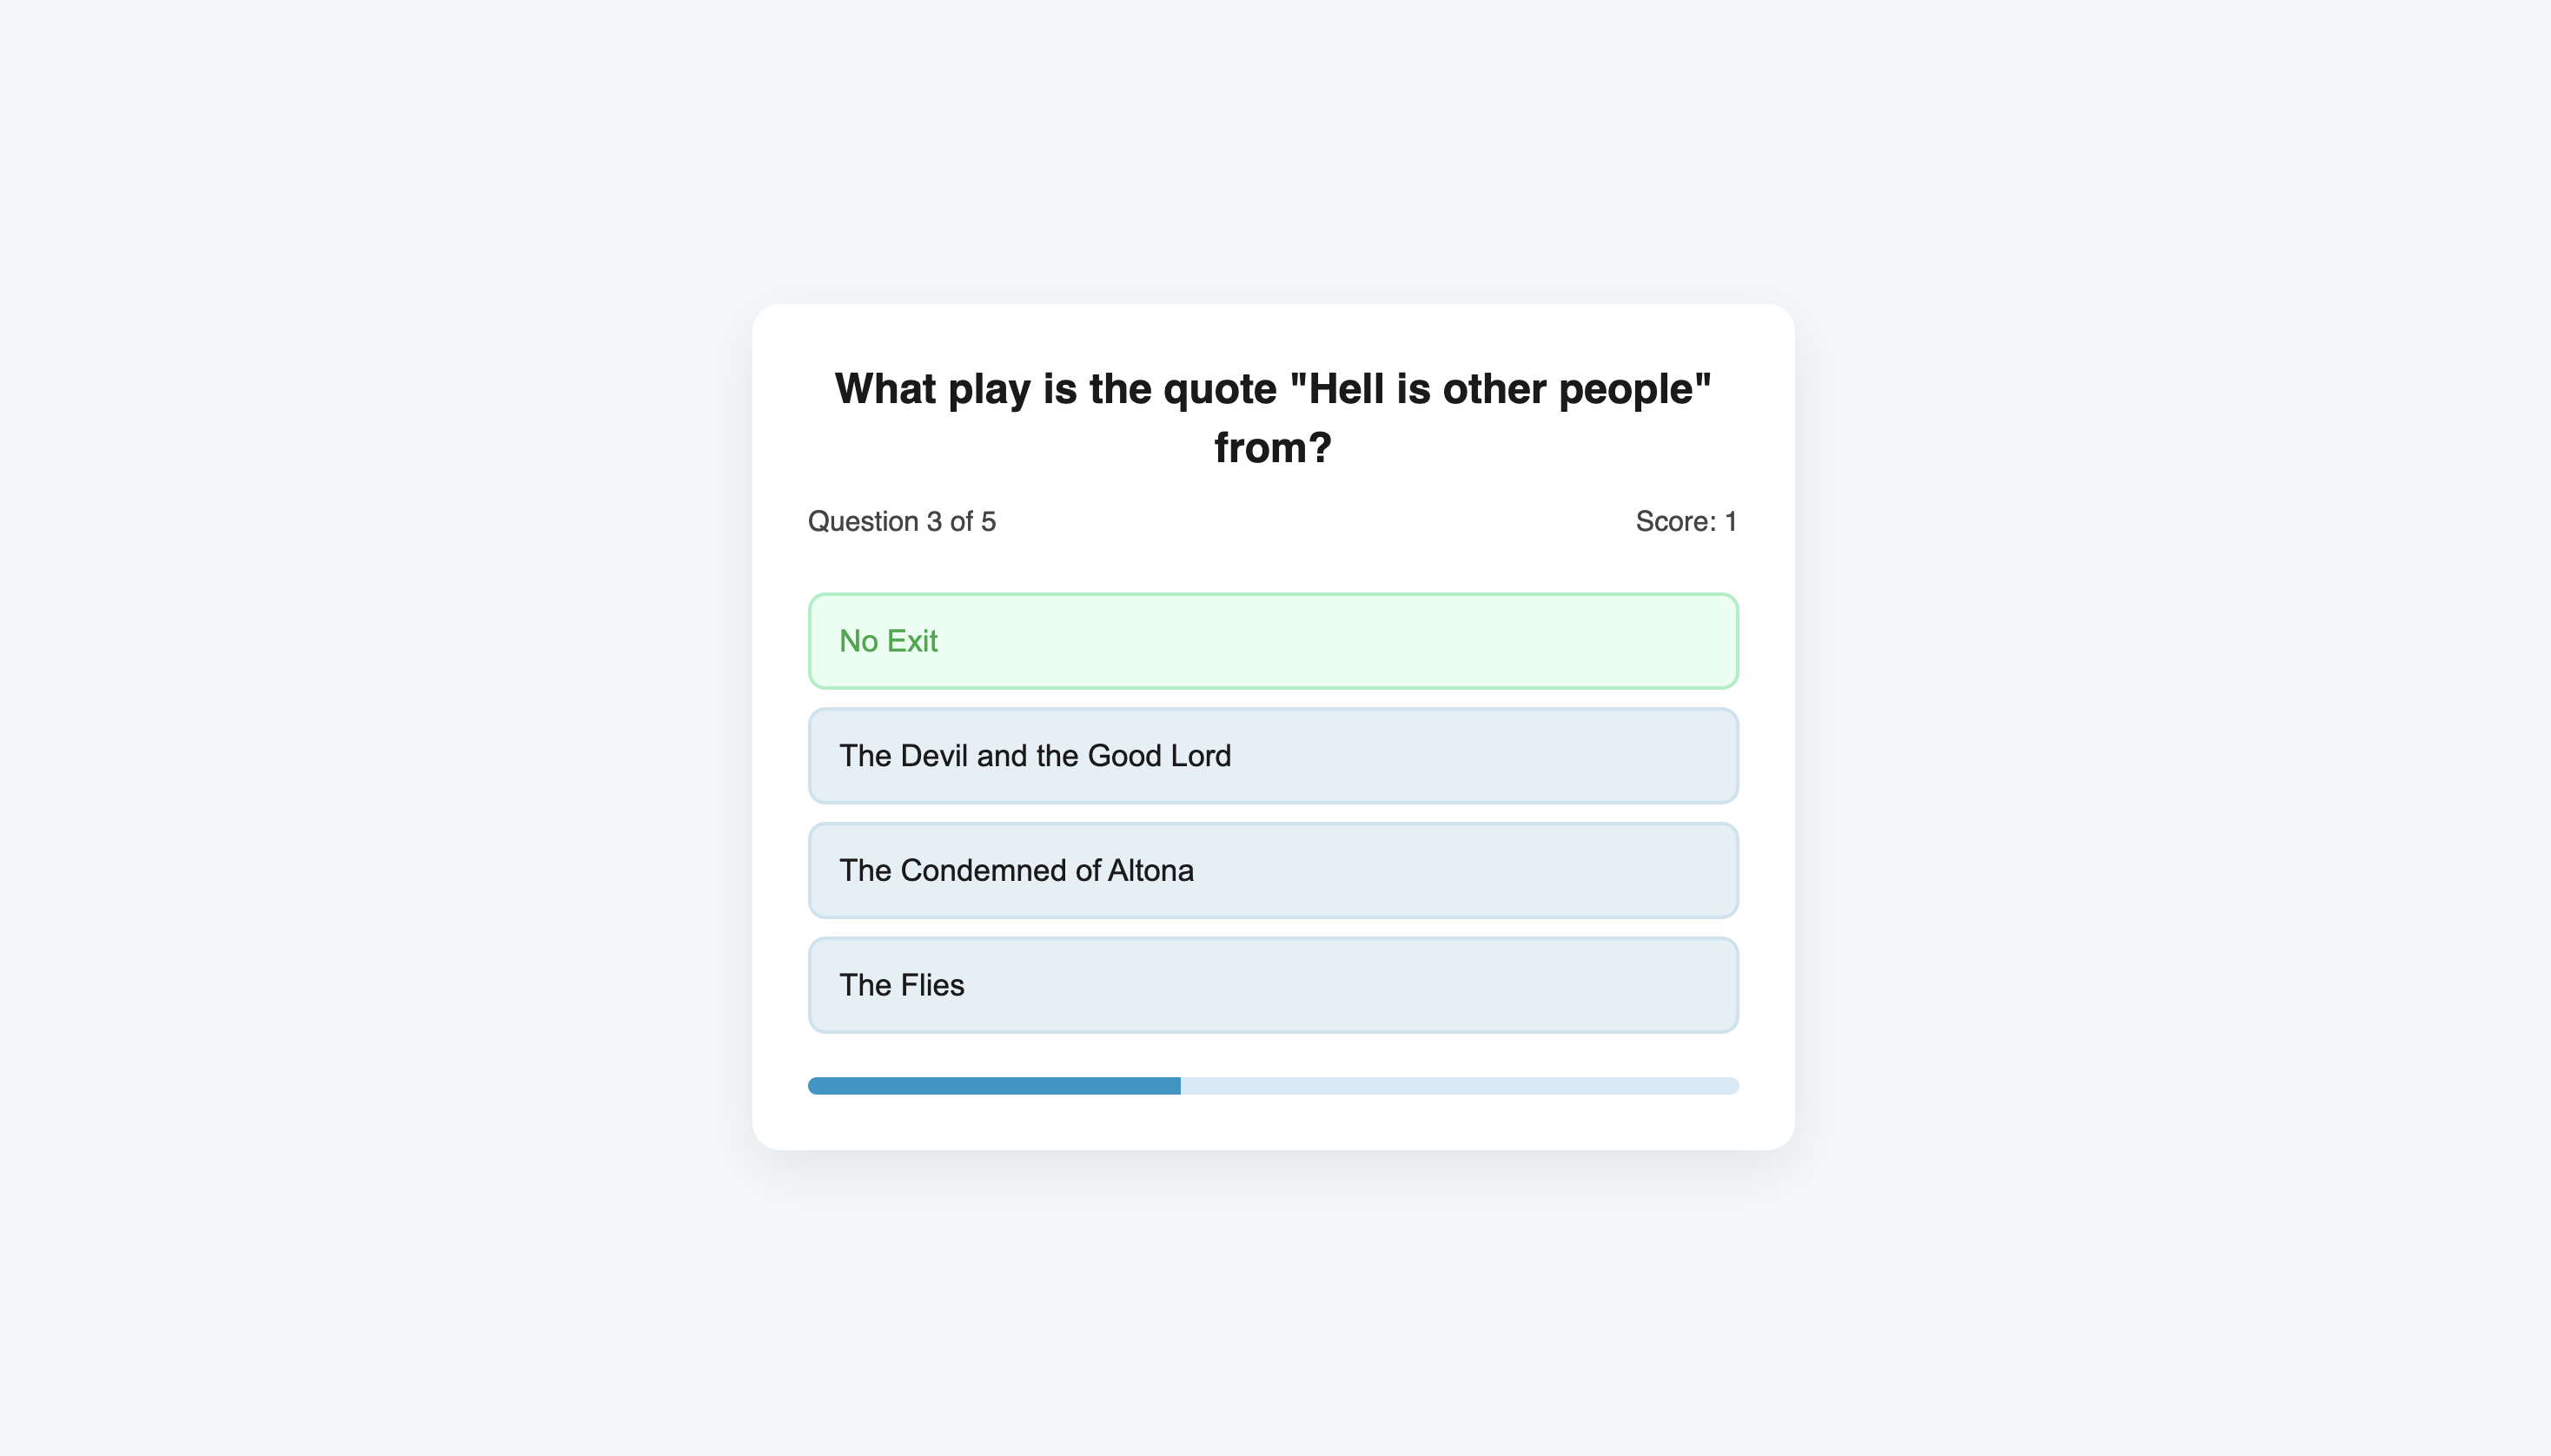 What play is the quote "Hell is other people"
from?
Question 3 of 5
Score: 1
No Exit
The Devil and the Good Lord
The Condemned of Altona
The Flies